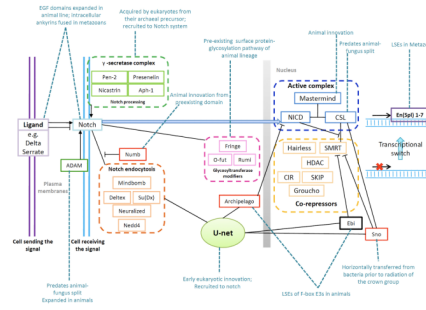 EGF domains expanded in
animal line; intracellular
ankyrins fused in metazoans
Acquired by eukaryotes from
their archaeal precursor;
recruited to Notch system
Pre-existing surface protein-
glycosylation pathway of
animal lineage
Animal innovation
Predates animal-
fungus split
LSEs in Metaz
γ -secretase complex
Pen-2
Presenelin
Nicastrin
Aph-1
Notch processing
Animal innovation from
preexisting domain
Nucleus
Active complex
Mastermind
NICD
CSL
En(Spl) 1-7
Ligand
e.g.
Delta
Serrate
Notch
Numb
ADAM
Plasma
membranes
Notch endocytosis
Mindbomb
Deltex
Su(Dx)
Neuralized
Nedd4
Fringe
O-fut
Rumi
Glycosyltransferase
modifiers
Hairless
SMRT
HDAC
CIR
SKIP
Groucho
Co-repressors
Transcriptional
switch
Archipelago
U-net
Ebi
Sno
Cell sending the
signal
Cell receiving
the signal
Predates animal-
fungus split
Expanded in animals
Early eukaryotic innovation;
Recruited to notch
LSEs of F-box E3s in animals
Horizontally transferred from
bacteria prior to radiation of
the crown group